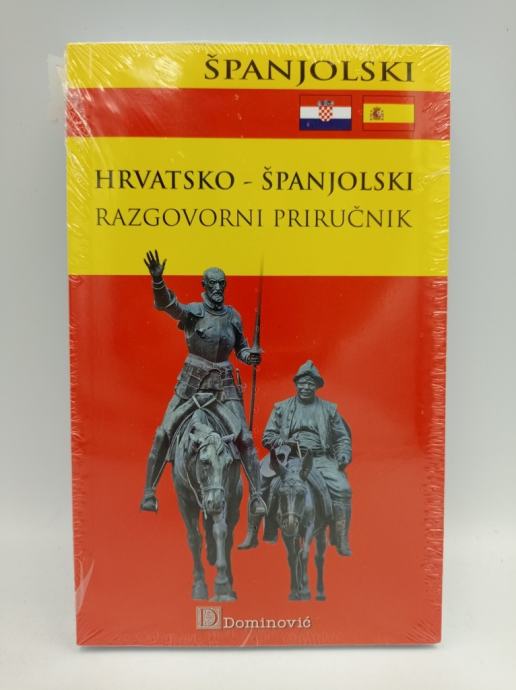 ŠPANJOLSKI
HRVATSKO - ŠPANJOLSKI
RAZGOVORNI PRIRUČNIK
D Dominović